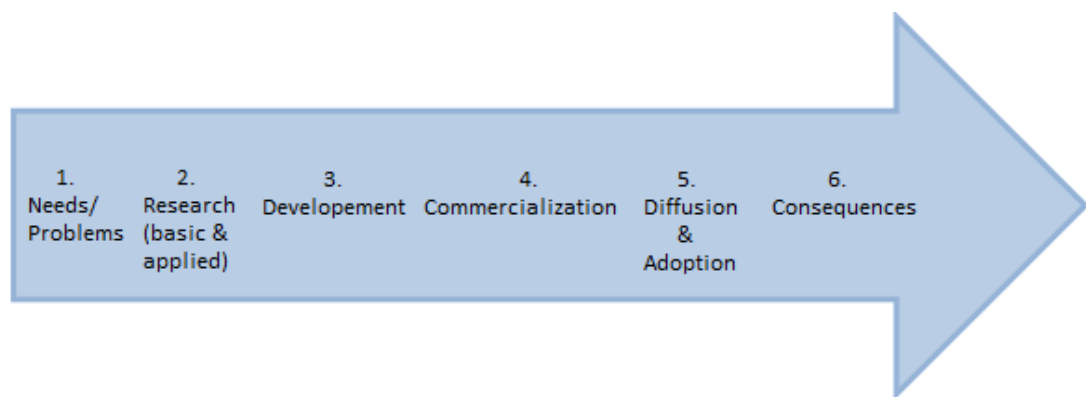 1.
Needs/
Problems
2.
Research
(basic &
applied)
3.
Developement
4.
Commercialization
5.
Diffusion
&
Adoption
6.
Consequences